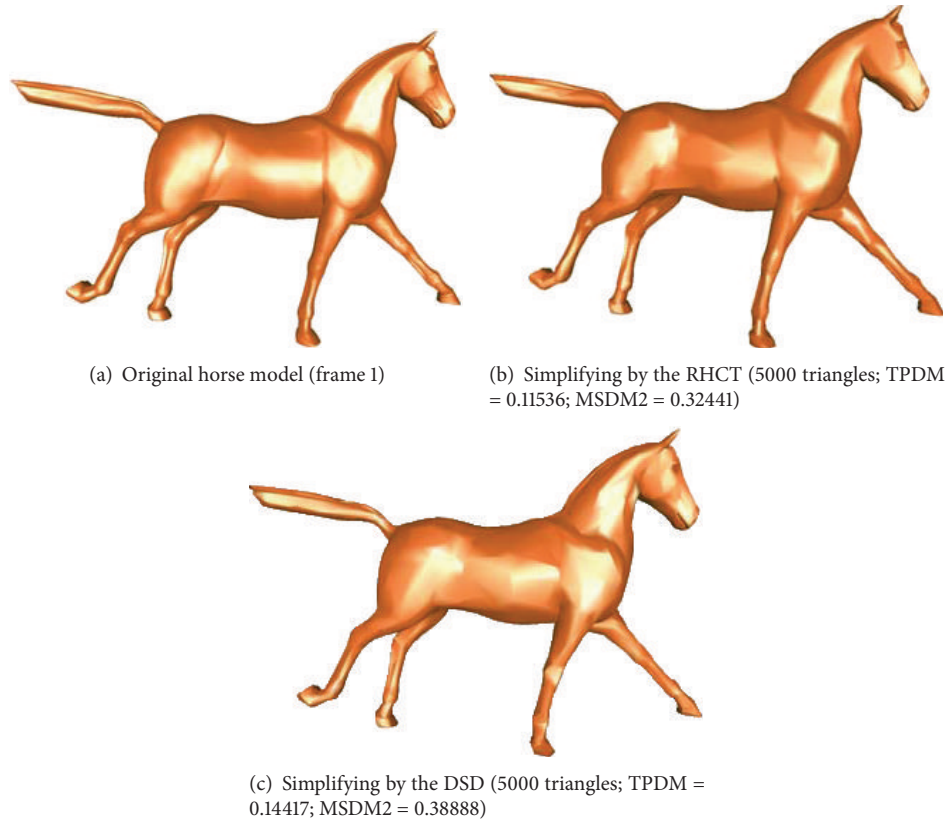 (a) Original horse model (frame 1)
(b) Simplifying by the RHCT (5000 triangles; TPDM
= 0.11536; MSDM2 = 0.32441)
(c) Simplifying by the DSD (5000 triangles; TPDM =
0.14417; MSDM2 = 0.38888)